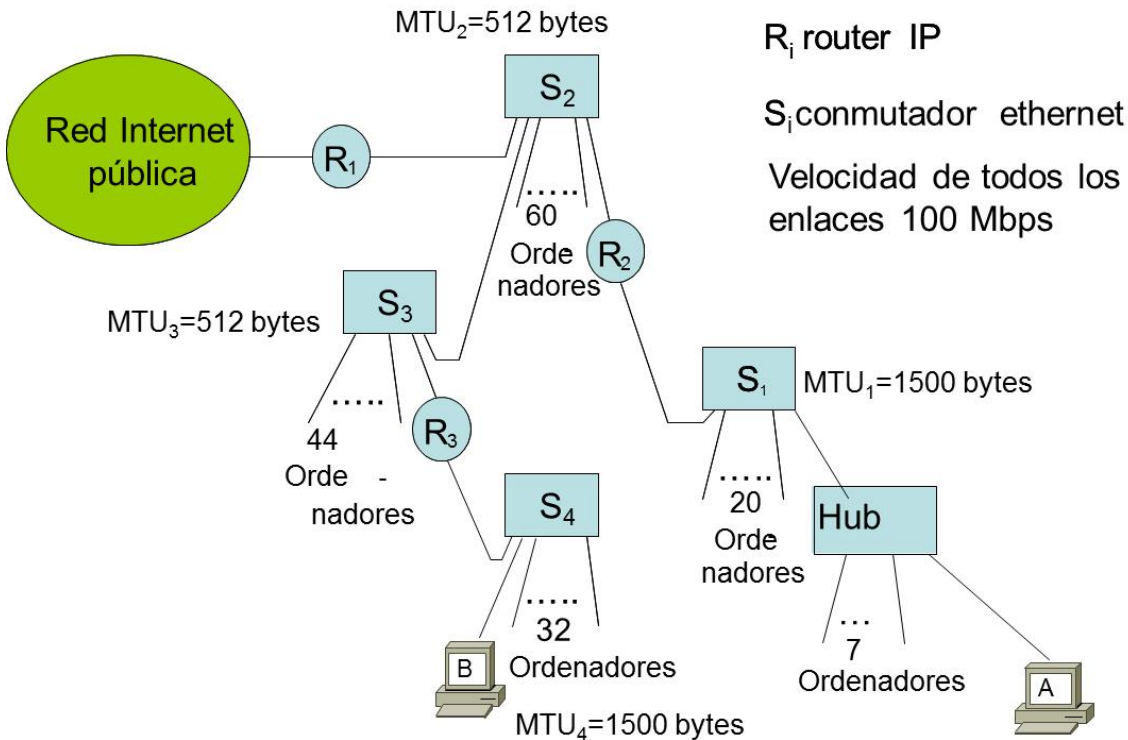 MTU₂=512 bytes
R₁ router IP
S₂
Sᵢ conmutador ethernet
Red Internet
pública
R₁
Velocidad de todos los
enlaces 100 Mbps
.....
60
Orde -
nadores
R₂
S₃
MTU₃=512 bytes
S₁
MTU₁=1500 bytes
.....
44
Orde -
nadores
R₃
.....
20
Orde
nadores
Hub
S₄
.....
32
Ordenadores
...
7
Ordenadores
B
A
MTU₄=1500 bytes